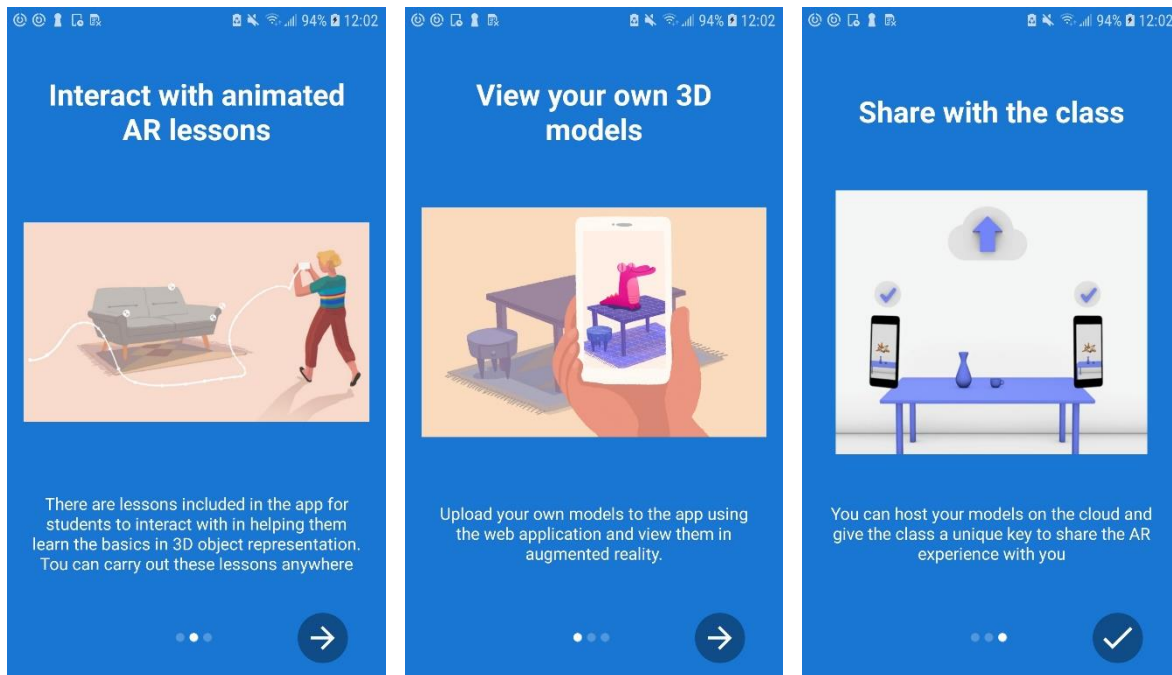 94% 12:02
Interact with animated
AR lessons
There are lessons included in the app for
students to interact with in helping them
learn the basics in 3D object representation.
Tou can carry out these lessons anywhere
94% 12:02
View your own 3D
models
Upload your own models to the app using
the web application and view them in
augmented reality.
94% 12:02
Share with the class
You can host your models on the cloud and
give the class a unique key to share the AR
experience with you